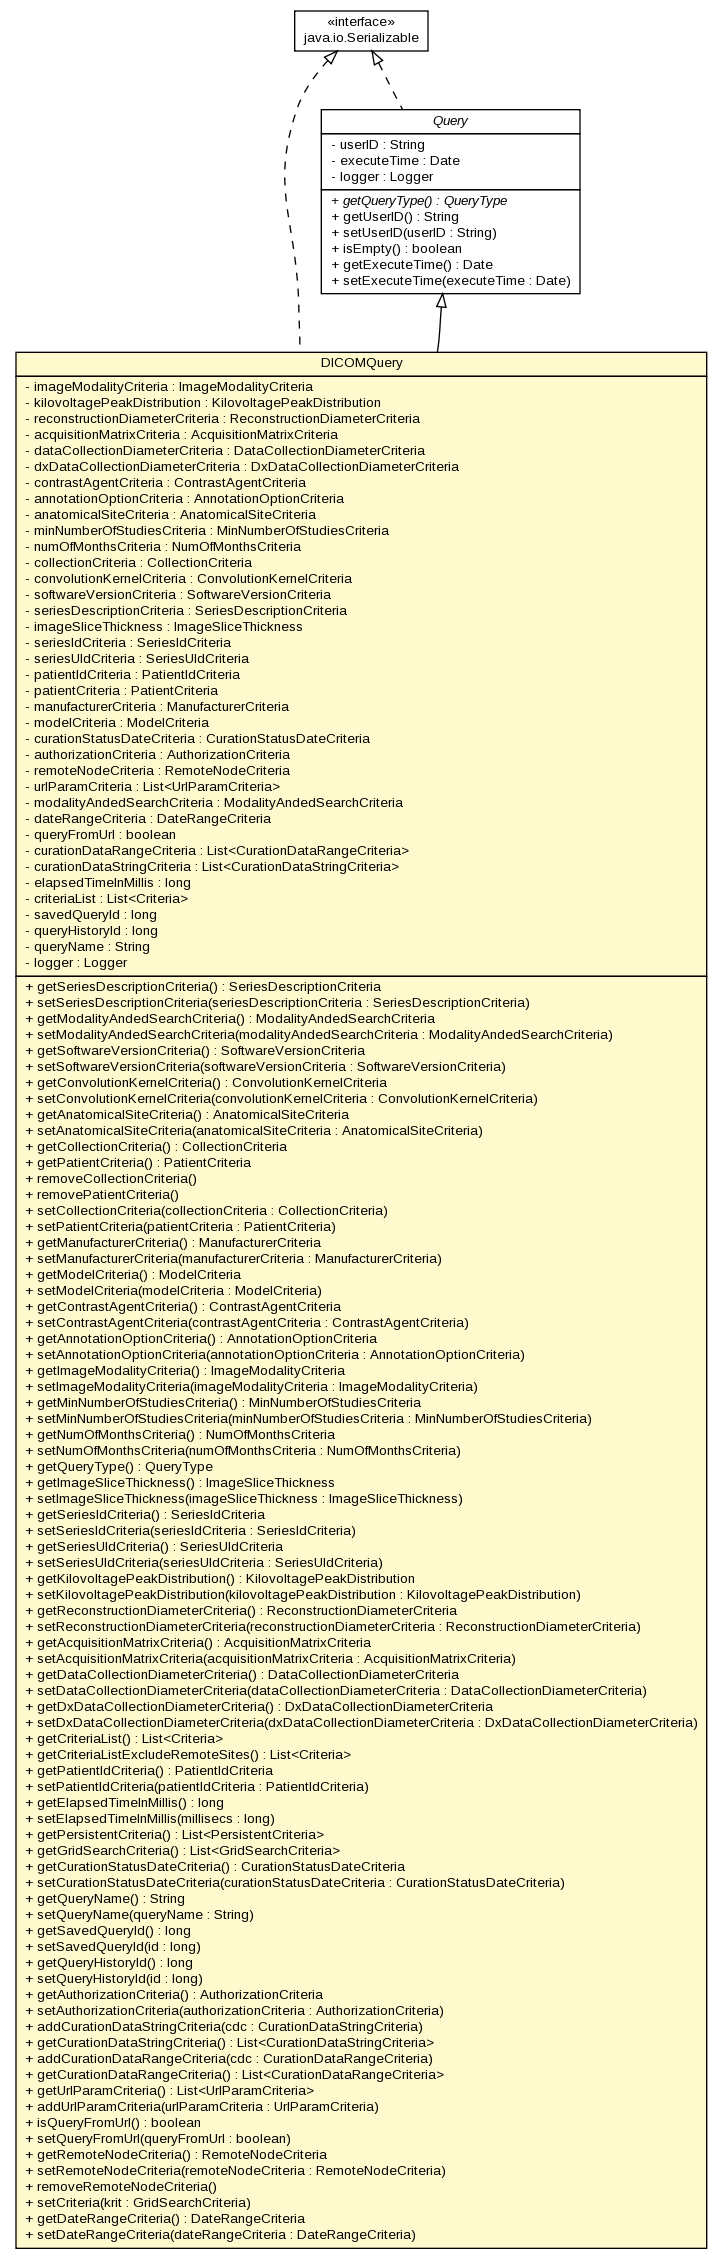 «interface»
java.io.Serializable
Query
- userID : String
- executeTime : Date
- logger : Logger
+ getQueryType() : QueryType
+ getUserID() : String
+ setUserID(userID : String)
+ isEmpty() : boolean
+ getExecuteTime() : Date
+ setExecuteTime(executeTime : Date)
DICOMQuery
- imageModalityCriteria : ImageModalityCriteria
- kilovoltagePeakDistribution : KilovoltagePeakDistribution
- reconstructionDiameterCriteria : ReconstructionDiameterCriteria
- acquisitionMatrixCriteria : AcquisitionMatrixCriteria
- dataCollectionDiameterCriteria : DataCollectionDiameterCriteria
- dxDataCollectionDiameterCriteria : DxDataCollectionDiameterCriteria
- contrastAgentCriteria : ContrastAgentCriteria
- annotationOptionCriteria : AnnotationOptionCriteria
- anatomicalSiteCriteria : AnatomicalSiteCriteria
- minNumberOfStudiesCriteria : MinNumberOfStudiesCriteria
- numOfMonthsCriteria : NumOfMonthsCriteria
- collectionCriteria : CollectionCriteria
- convolutionKernelCriteria : ConvolutionKernelCriteria
- softwareVersionCriteria : SoftwareVersionCriteria
- seriesDescriptionCriteria : SeriesDescriptionCriteria
- imageSliceThickness : ImageSliceThickness
- seriesIdCriteria : SeriesIdCriteria
- seriesUIdCriteria : SeriesUIdCriteria
- patientIdCriteria : PatientIdCriteria
- patientCriteria : PatientCriteria
- manufacturerCriteria : ManufacturerCriteria
- modelCriteria : ModelCriteria
- curationStatusDateCriteria : CurationStatusDateCriteria
- authorizationCriteria : AuthorizationCriteria
- remoteNodeCriteria : RemoteNodeCriteria
- urlParamCriteria : List<UrlParamCriteria>
- modalityAndedSearchCriteria : ModalityAndedSearchCriteria
- dateRangeCriteria : DateRangeCriteria
- queryFromUrl : boolean
- curationDataRangeCriteria : List<CurationDataRangeCriteria>
- curationDataStringCriteria : List<CurationDataStringCriteria>
- elapsedTimeInMillis : long
- criteriaList : List<Criteria>
- savedQueryId : long
- queryHistoryId : long
- queryName : String
- logger : Logger
+ getSeriesDescriptionCriteria() : SeriesDescriptionCriteria
+ setSeriesDescriptionCriteria(seriesDescriptionCriteria : SeriesDescriptionCriteria)
+ getModalityAndedSearchCriteria() : ModalityAndedSearchCriteria
+ setModalityAndedSearchCriteria(modalityAndedSearchCriteria : ModalityAndedSearchCriteria)
+ getSoftwareVersionCriteria() : SoftwareVersionCriteria
+ setSoftwareVersionCriteria(softwareVersionCriteria : SoftwareVersionCriteria)
+ getConvolutionKernelCriteria() : ConvolutionKernelCriteria
+ setConvolutionKernelCriteria(convolutionKernelCriteria : ConvolutionKernelCriteria)
+ getAnatomicalSiteCriteria() : AnatomicalSiteCriteria
+ setAnatomicalSiteCriteria(anatomicalSiteCriteria : AnatomicalSiteCriteria)
+ getCollectionCriteria() : CollectionCriteria
+ getPatientCriteria() : PatientCriteria
+ removeCollectionCriteria()
+ removePatientCriteria()
+ setCollectionCriteria(collectionCriteria : CollectionCriteria)
+ setPatientCriteria(patientCriteria : PatientCriteria)
+ getManufacturerCriteria() : ManufacturerCriteria
+ setManufacturerCriteria(manufacturerCriteria : ManufacturerCriteria)
+ getModelCriteria() : ModelCriteria
+ setModelCriteria(modelCriteria : ModelCriteria)
+ getContrastAgentCriteria() : ContrastAgentCriteria
+ setContrastAgentCriteria(contrastAgentCriteria : ContrastAgentCriteria)
+ getAnnotationOptionCriteria() : AnnotationOptionCriteria
+ setAnnotationOptionCriteria(annotationOptionCriteria : AnnotationOptionCriteria)
+ getImageModalityCriteria() : ImageModalityCriteria
+ setImageModalityCriteria(imageModalityCriteria : ImageModalityCriteria)
+ getMinNumberOfStudiesCriteria() : MinNumberOfStudiesCriteria
+ setMinNumberOfStudiesCriteria(minNumberOfStudiesCriteria : MinNumberOfStudiesCriteria)
+ getNumOfMonthsCriteria() : NumOfMonthsCriteria
+ setNumOfMonthsCriteria(numOfMonthsCriteria : NumOfMonthsCriteria)
+ getQueryType() : QueryType
+ getImageSliceThickness() : ImageSliceThickness
+ setImageSliceThickness(imageSliceThickness : ImageSliceThickness)
+ getSeriesIdCriteria() : SeriesIdCriteria
+ setSeriesIdCriteria(seriesIdCriteria : SeriesIdCriteria)
+ getSeriesUIdCriteria() : SeriesUIdCriteria
+ setSeriesUIdCriteria(seriesUIdCriteria : SeriesUIdCriteria)
+ getKilovoltagePeakDistribution() : KilovoltagePeakDistribution
+ setKilovoltagePeakDistribution(kilovoltagePeakDistribution : KilovoltagePeakDistribution)
+ getReconstructionDiameterCriteria() : ReconstructionDiameterCriteria
+ setReconstructionDiameterCriteria(reconstructionDiameterCriteria : ReconstructionDiameterCriteria)
+ getAcquisitionMatrixCriteria() : AcquisitionMatrixCriteria
+ setAcquisitionMatrixCriteria(acquisitionMatrixCriteria : AcquisitionMatrixCriteria)
+ getDataCollectionDiameterCriteria() : DataCollectionDiameterCriteria
+ setDataCollectionDiameterCriteria(dataCollectionDiameterCriteria : DataCollectionDiameterCriteria)
+ getDxDataCollectionDiameterCriteria() : DxDataCollectionDiameterCriteria
+ setDxDataCollectionDiameterCriteria(dxDataCollectionDiameterCriteria : DxDataCollectionDiameterCriteria)
+ getCriteriaList() : List<Criteria>
+ getCriteriaListExcludeRemoteSites() : List<Criteria>
+ getPatientIdCriteria() : PatientIdCriteria
+ setPatientIdCriteria(patientIdCriteria : PatientIdCriteria)
+ getElapsedTimeInMillis() : long
+ setElapsedTimeInMillis(millisecs : long)
+ getPersistentCriteria() : List<PersistentCriteria>
+ getGridSearchCriteria() : List<GridSearchCriteria>
+ getCurationStatusDateCriteria() : CurationStatusDateCriteria
+ setCurationStatusDateCriteria(curationStatusDateCriteria : CurationStatusDateCriteria)
+ getQueryName() : String
+ setQueryName(queryName : String)
+ getSavedQueryId() : long
+ setSavedQueryId(id : long)
+ getQueryHistoryId() : long
+ setQueryHistoryId(id : long)
+ getAuthorizationCriteria() : AuthorizationCriteria
+ setAuthorizationCriteria(authorizationCriteria : AuthorizationCriteria)
+ addCurationDataStringCriteria(cdc : CurationDataStringCriteria)
+ getCurationDataStringCriteria() : List<CurationDataStringCriteria>
+ addCurationDataRangeCriteria(cdc : CurationDataRangeCriteria)
+ getCurationDataRangeCriteria() : List<CurationDataRangeCriteria>
+ getUrlParamCriteria() : List<UrlParamCriteria>
+ addUrlParamCriteria(urlParamCriteria : UrlParamCriteria)
+ isQueryFromUrl() : boolean
+ setQueryFromUrl(queryFromUrl : boolean)
+ getRemoteNodeCriteria() : RemoteNodeCriteria
+ setRemoteNodeCriteria(remoteNodeCriteria : RemoteNodeCriteria)
+ removeRemoteNodeCriteria()
+ setCriteria(krit : GridSearchCriteria)
+ getDateRangeCriteria() : DateRangeCriteria
+ setDateRangeCriteria(dateRangeCriteria : DateRangeCriteria)